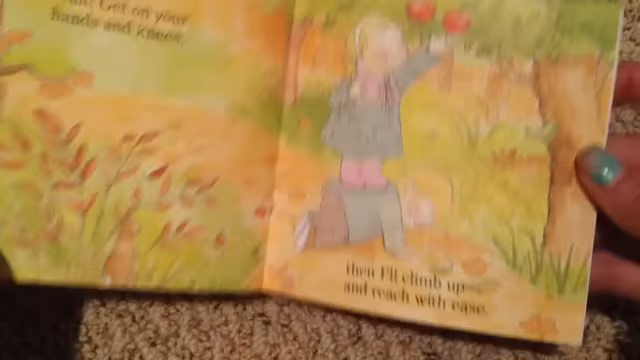 Get on your
hands and knees,
then I'll climb up
and reach with ease.